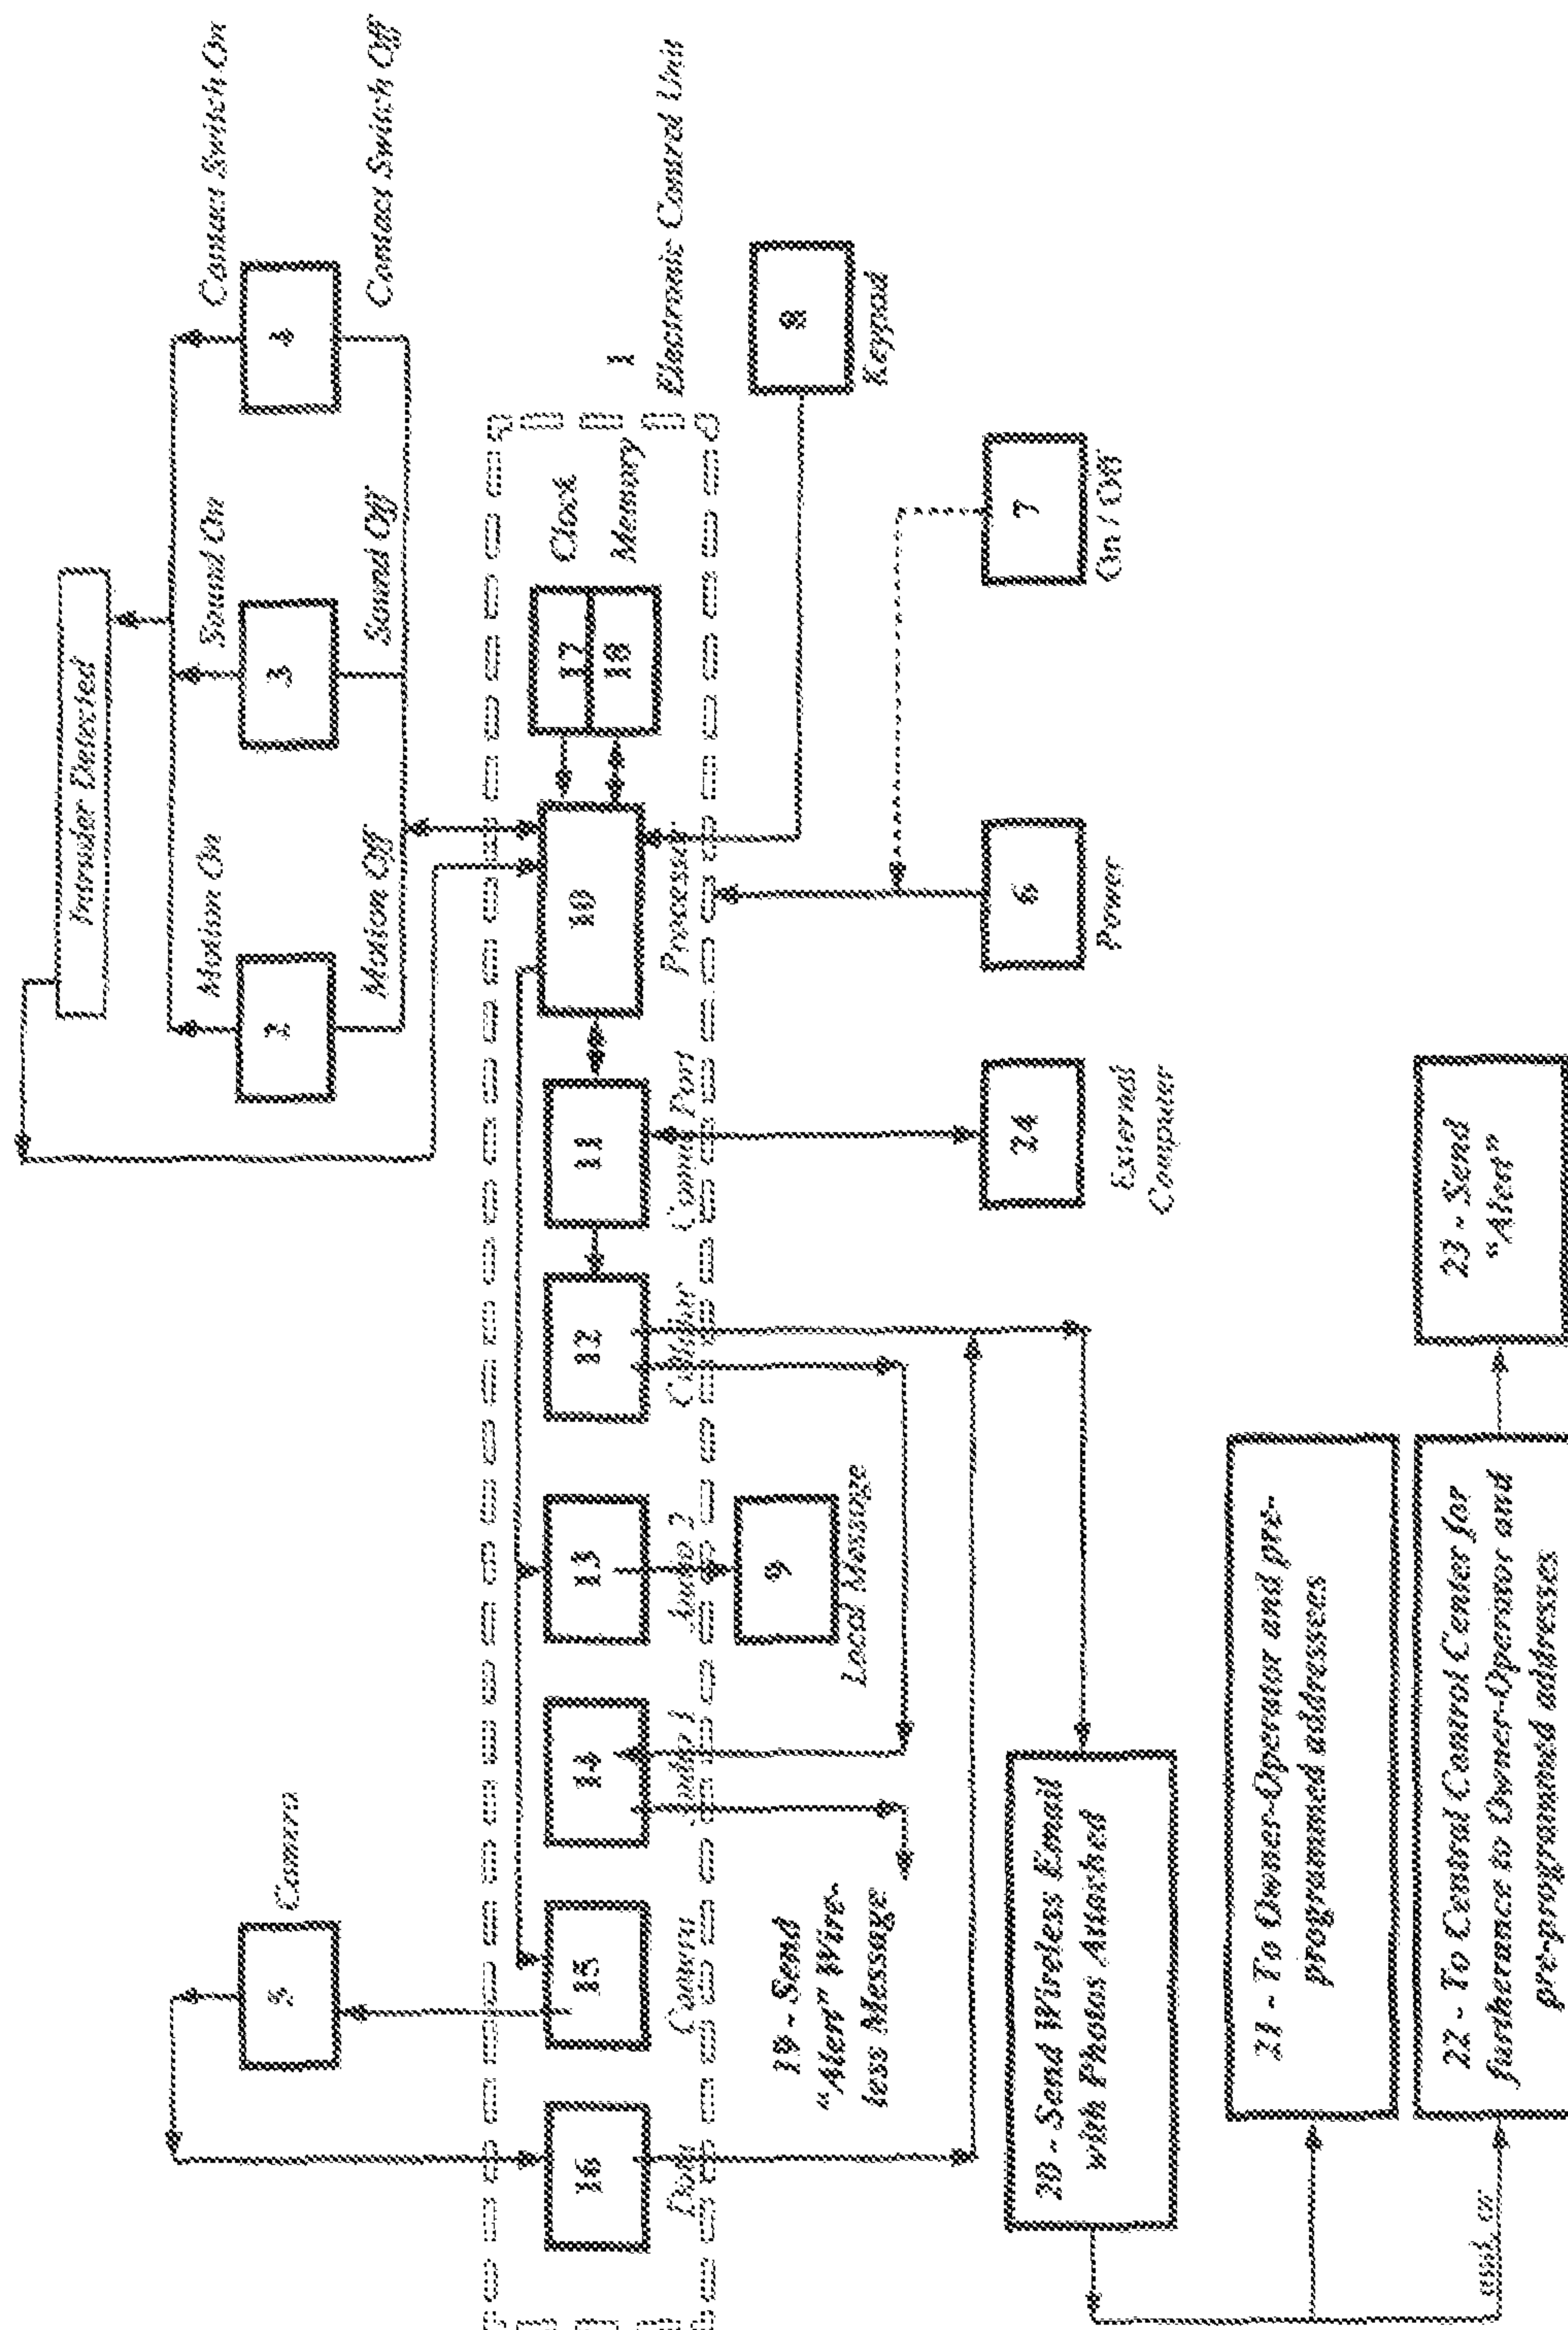 Intruder Detected
Motion On
Sound On
Contact Switch On
2
3
4
Motion Off
Sound Off
Contact Switch Off
Camera
5
16
15
14
13
12
11
10
17
18
Clock
Memory
1
Electronic Control Unit
Data
Camera
Audio 1
Audio 2
Cellular
Comm Port
Processor
9
Local Message
8
Keypad
19 - Send
"Alert" Wire-
less Message
24
External
Computer
6
Power
7
On / Off
20 - Send Wireless Email
with Photos Attached
21 - To Owner-Operator and pre-
programmed addresses
and, or
22 - To Central Control Center for
furtherance to Owner-Operator and
pre-programmed addresses
23 - Send
"Alert"